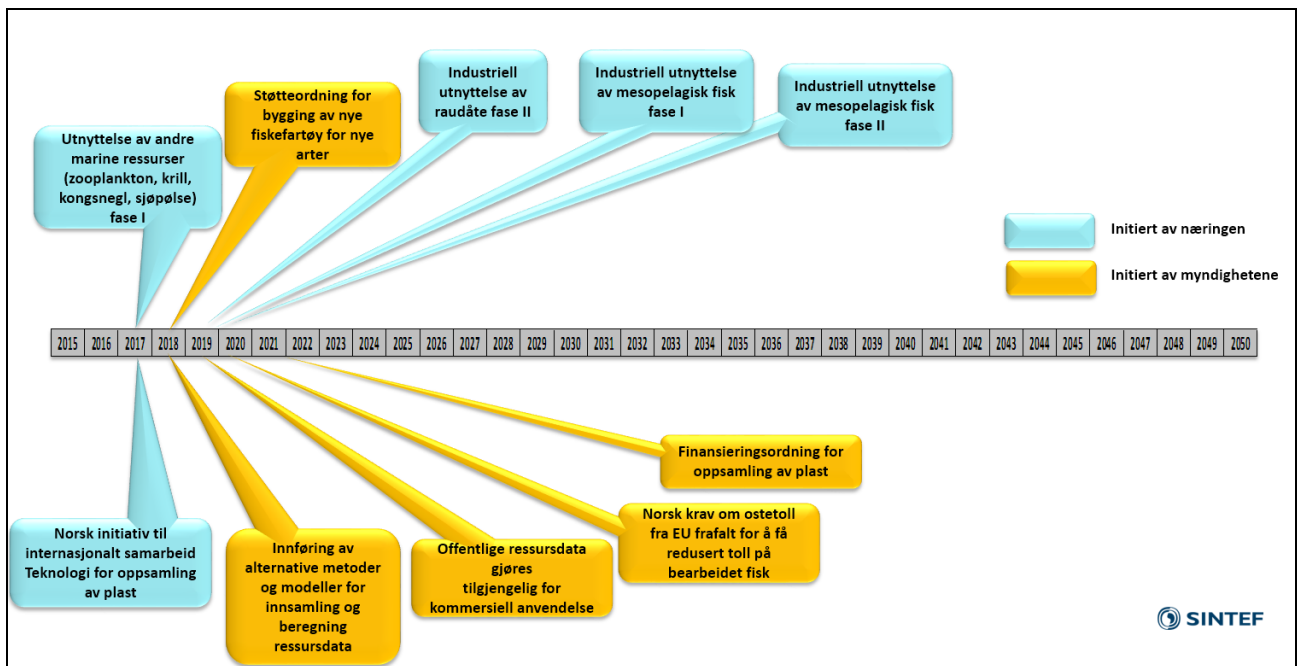 Utnyttelse av andre
marine ressurser
(zooplankton, krill,
kongsnegl, sjøpølse)
fase I
Støtteordning for
bygging av nye
fiskefartøy for nye
arter
Industriell
utnyttelse av
raudåte fase II
Industriell utnyttelse
av mesopelagisk fisk
fase I
Industriell utnyttelse
av mesopelagisk fisk
fase II
Initiert av næringen
Initiert av myndighetene
2015 2016 2017 2018 2019 2020 2021 2022 2023 2024 2025 2026 2027 2028 2029 2030 2031 2032 2033 2034 2035 2036 2037 2038 2039 2040 2041 2042 2043 2044 2045 2046 2047 2048 2049 2050
Norsk initiativ til
internasjonalt samarbeid
Teknologi for oppsamling
av plast
Innføring av
alternative metoder
og modeller for
innsamling og
beregning
ressursdata
Offentlige ressursdata
gjøres
tilgjengelig for
kommersiell anvendelse
Norsk krav om ostetoll
fra EU frafalt for å få
redusert toll på
bearbeidet fisk
Finansieringsordning for
oppsamling av plast
SINTEF